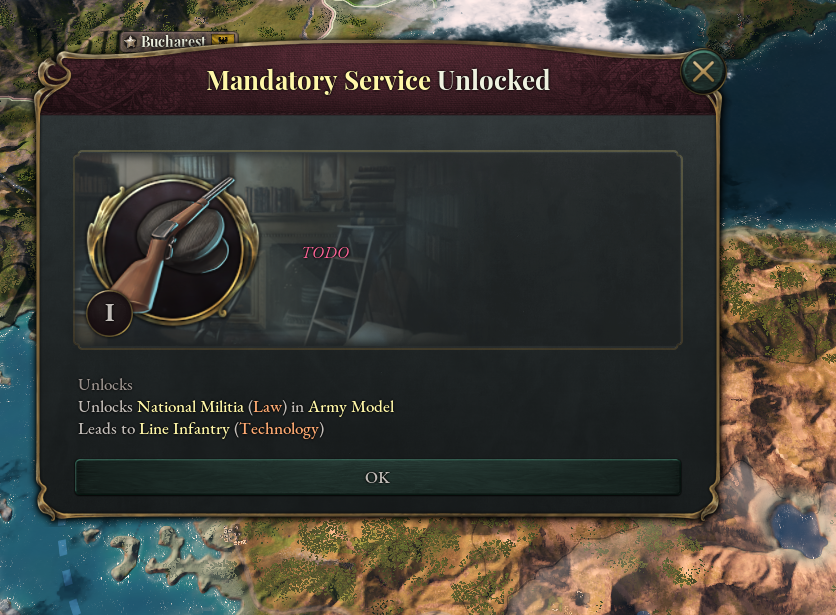 Bucharest
Mandatory Service Unlocked
TODO
I
Unlocks
Unlocks National Militia (Law) in Army Model
Leads to Line Infantry (Technology)
OK